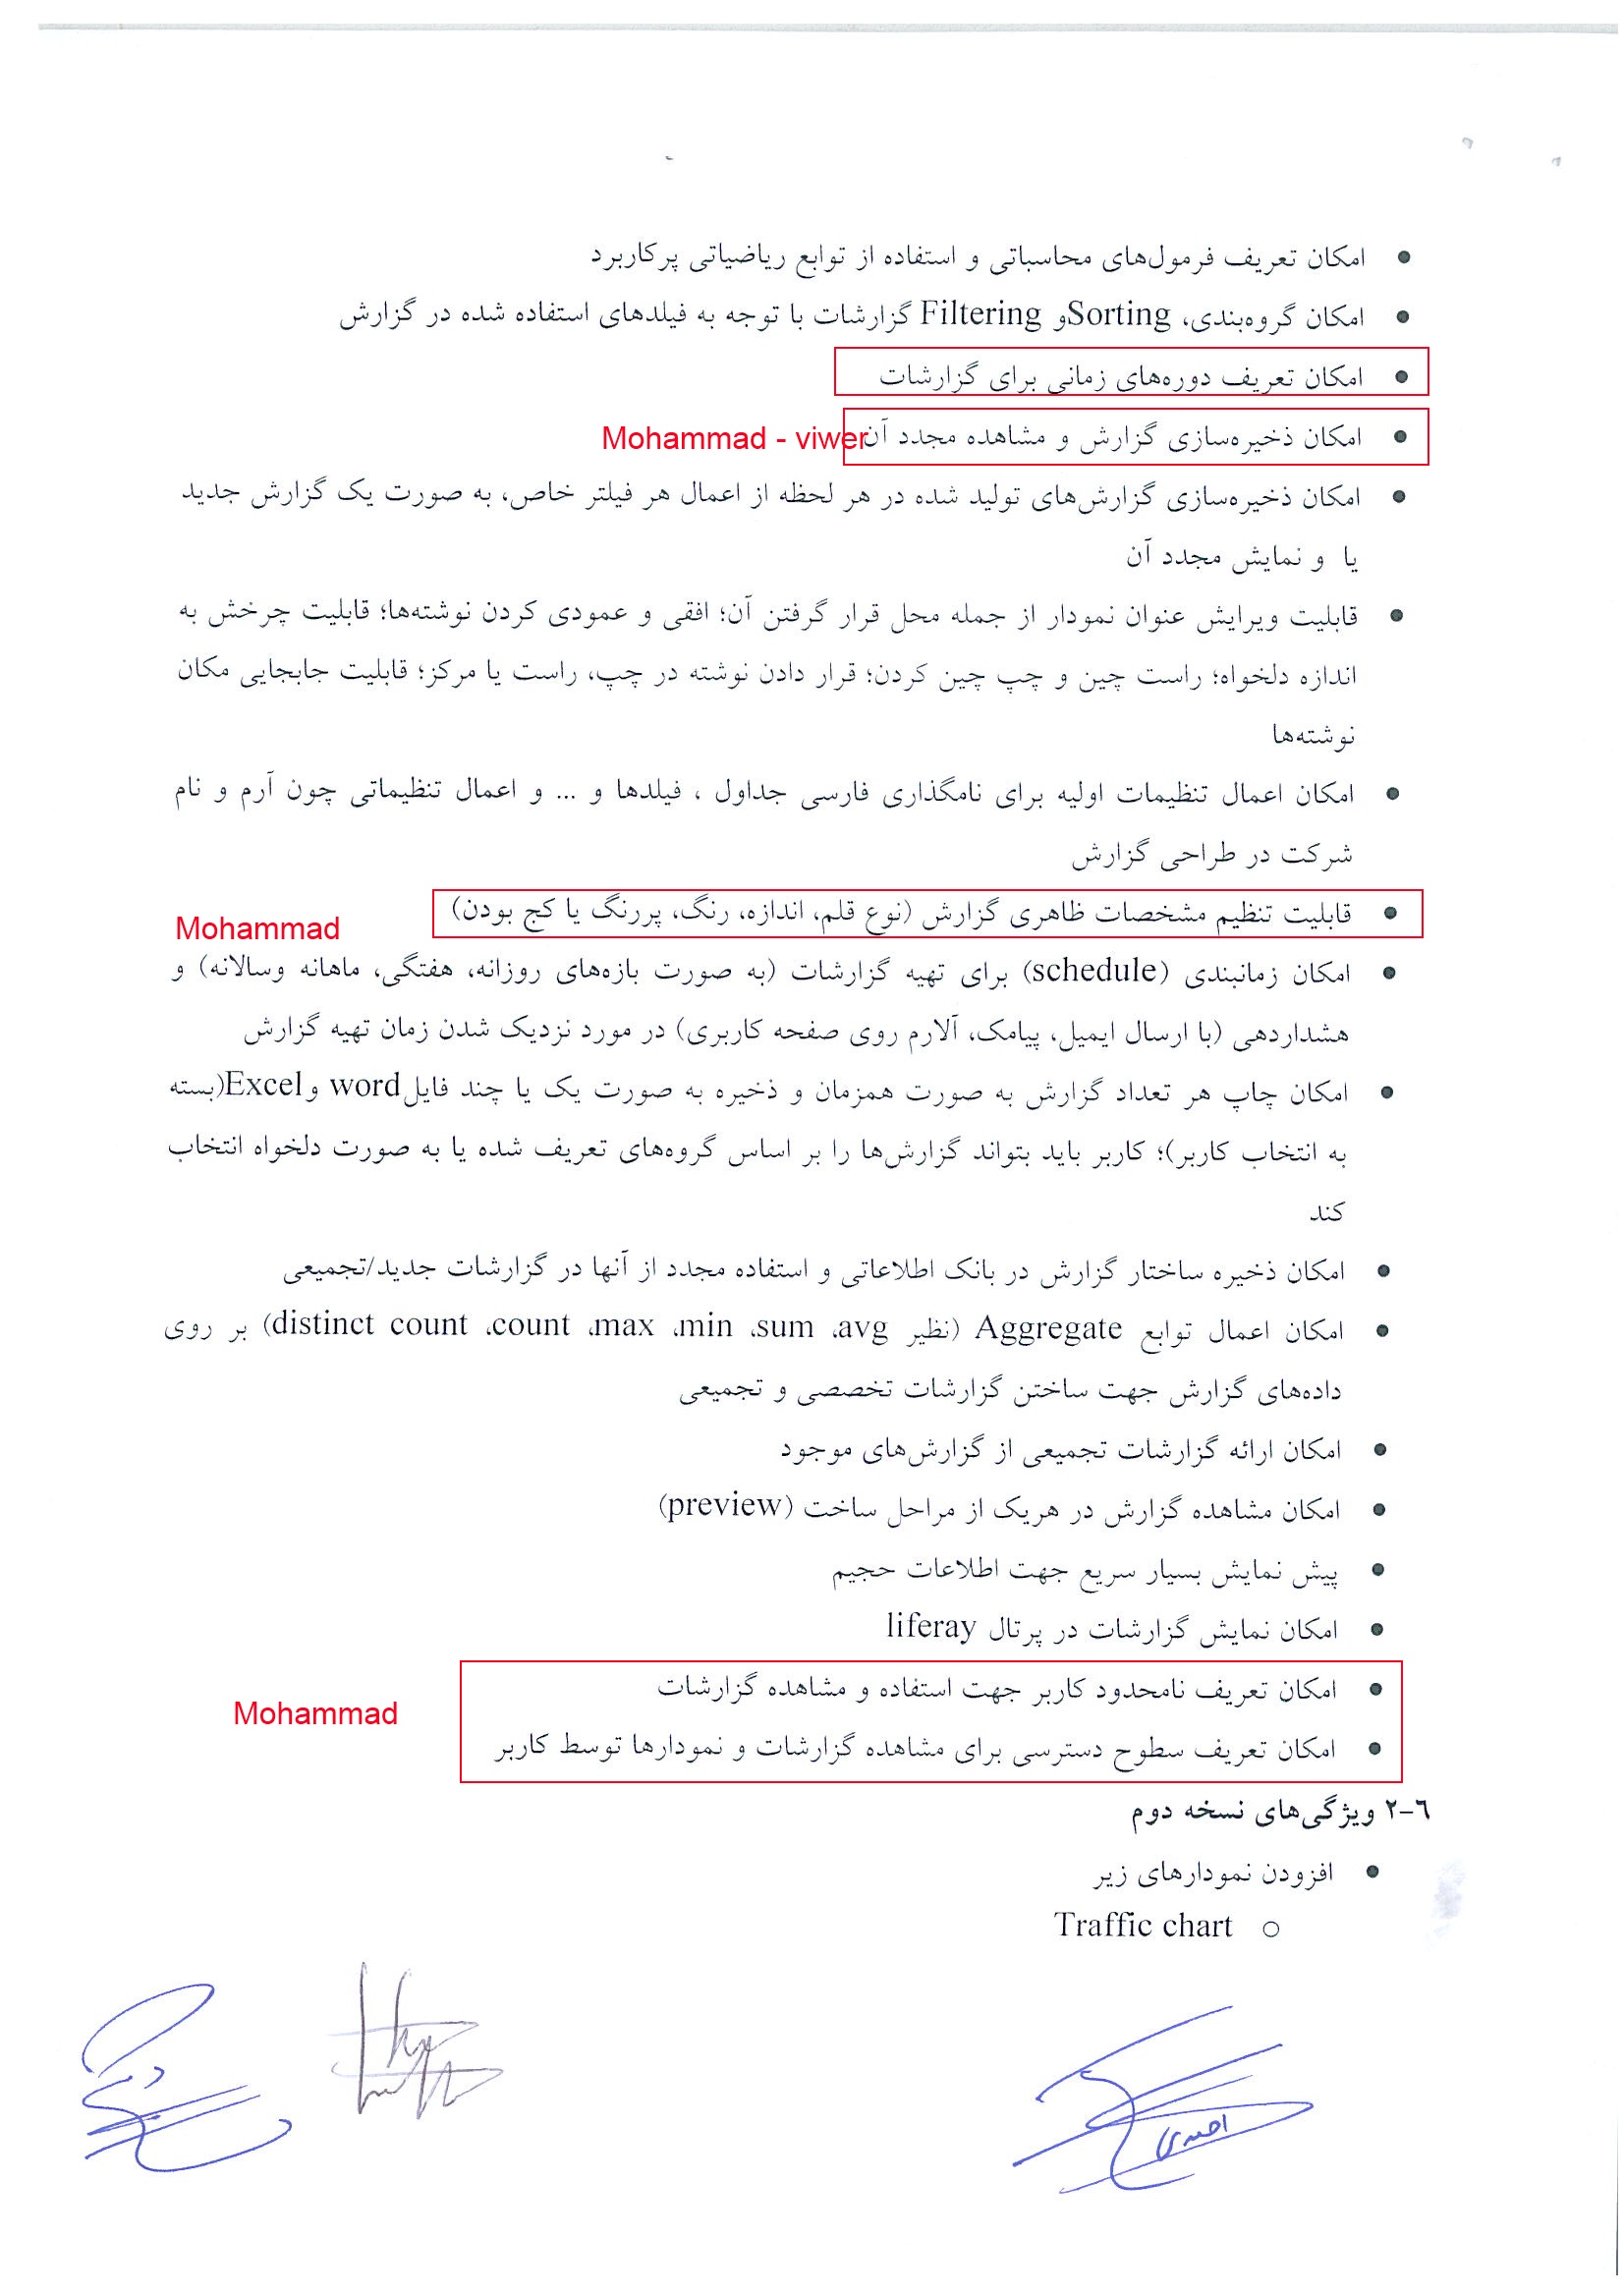 • امکان تعریف فرمول‌های محاسباتی و استفاده از توابع ریاضیاتی پرکاربرد
• امکان گروه‌بندی، Sortingو Filtering گزارشات با توجه به فیلدهای استفاده شده در گزارش
• امکان تعریف دوره‌های زمانی برای گزارشات
• امکان ذخیره‌سازی گزارش و مشاهده مجدد آن
Mohammad - viwer
• امکان ذخیره‌سازی گزارش‌های تولید شده در هر لحظه از اعمال هر فیلتر خاص، به صورت یک گزارش جدید
یا و نمایش مجدد آن
• قابلیت ویرایش عنوان نمودار از جمله محل قرار گرفتن آن؛ افقی و عمودی کردن نوشته‌ها؛ قابلیت چرخش به
اندازه دلخواه؛ راست چین و چپ چین کردن؛ قرار دادن نوشته در چپ، راست یا مرکز؛ قابلیت جابجایی مکان
نوشته‌ها
• امکان اعمال تنظیمات اولیه برای نامگذاری فارسی جداول ، فیلدها و ... و اعمال تنظیماتی چون آرم و نام
شرکت در طراحی گزارش
• قابلیت تنظیم مشخصات ظاهری گزارش (نوع قلم، اندازه، رنگ، پررنگ یا کج بودن)
Mohammad
• امکان زمانبندی (schedule) برای تهیه گزارشات (به صورت بازه‌های روزانه، هفتگی، ماهانه وسالانه) و
هشداردهی (با ارسال ایمیل، پیامک، آلارم روی صفحه کاربری) در مورد نزدیک شدن زمان تهیه گزارش
• امکان چاپ هر تعداد گزارش به صورت همزمان و ذخیره به صورت یک یا چند فایلword وExcel(بسته
به انتخاب کاربر)؛ کاربر باید بتواند گزارش‌ها را بر اساس گروه‌های تعریف شده یا به صورت دلخواه انتخاب
کند
• امکان ذخیره ساختار گزارش در بانک اطلاعاتی و استفاده مجدد از آنها در گزارشات جدید/تجمیعی
• امکان اعمال توابع Aggregate (نظیر avg، sum، min، max، count، distinct count) بر روی
داده‌های گزارش جهت ساختن گزارشات تخصصی و تجمیعی
• امکان ارائه گزارشات تجمیعی از گزارش‌های موجود
• امکان مشاهده گزارش در هریک از مراحل ساخت (preview)
• پیش نمایش بسیار سریع جهت اطلاعات حجیم
• امکان نمایش گزارشات در پرتال liferay
• امکان تعریف نامحدود کاربر جهت استفاده و مشاهده گزارشات
Mohammad
• امکان تعریف سطوح دسترسی برای مشاهده گزارشات و نمودارها توسط کاربر
۲-٦ ویژگی‌های نسخه دوم
• افزودن نمودارهای زیر
○ Traffic chart
احمدی